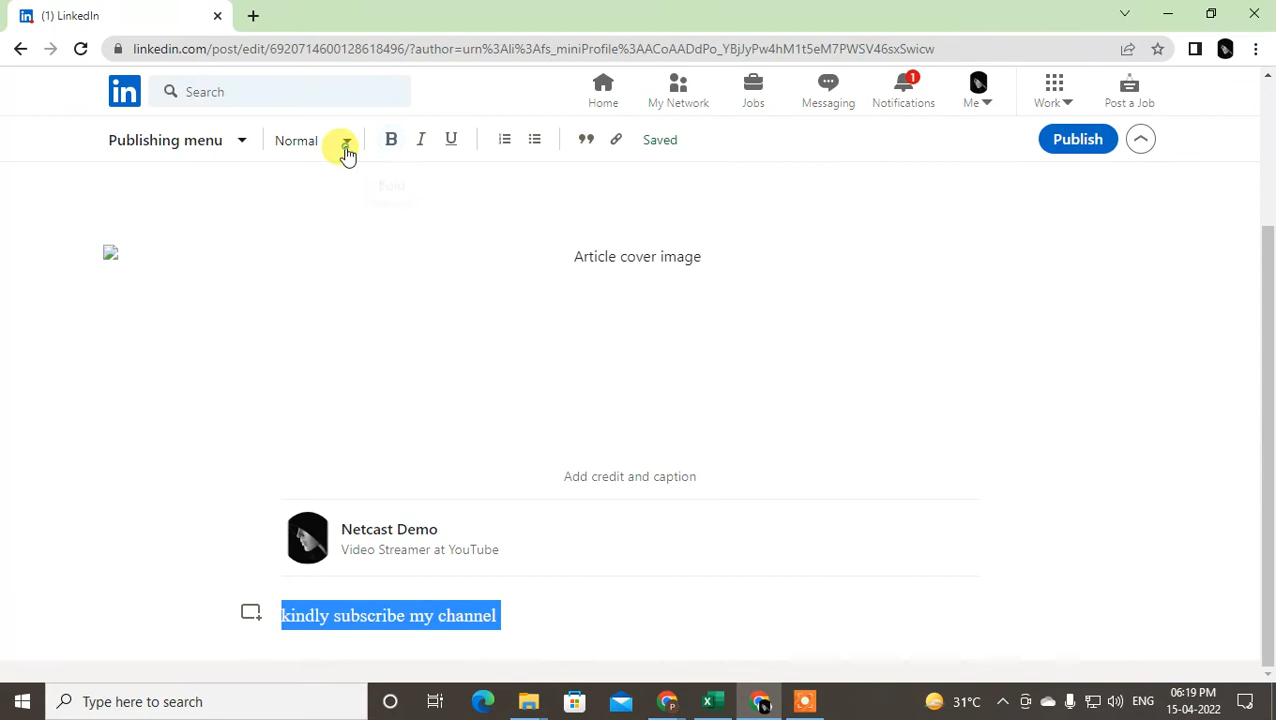 (1) LinkedIn
linkedin.com/post/edit/6920714600128618496/?author=urn%3Ali%3Afs_miniProfile%3AACoAADdPo_YBjJyPw4hM1t5eM7PWSV46sxSwicw
in
Search
Home
My Network
Jobs
Messaging
1
Notifications
Me
Work
Post a Job
Publishing menu
Normal
B I U
Saved
Publish
Bold
Article cover image
Add credit and caption
Netcast Demo
Video Streamer at YouTube
kindly subscribe my channel
Type here to search
31°C
ENG
06:19 PM
15-04-2022